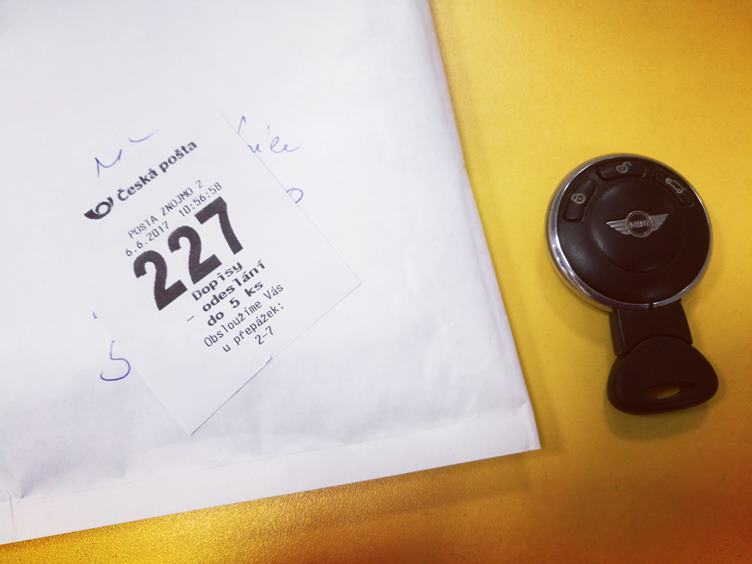 Česká pošta
POSTA ZNOJMO 2
6.6.2017 10:56:58
227
Dopisy
- odeslání
do 5 ks
Obsloužíme Vás
u přepážek:
2-7
MINI